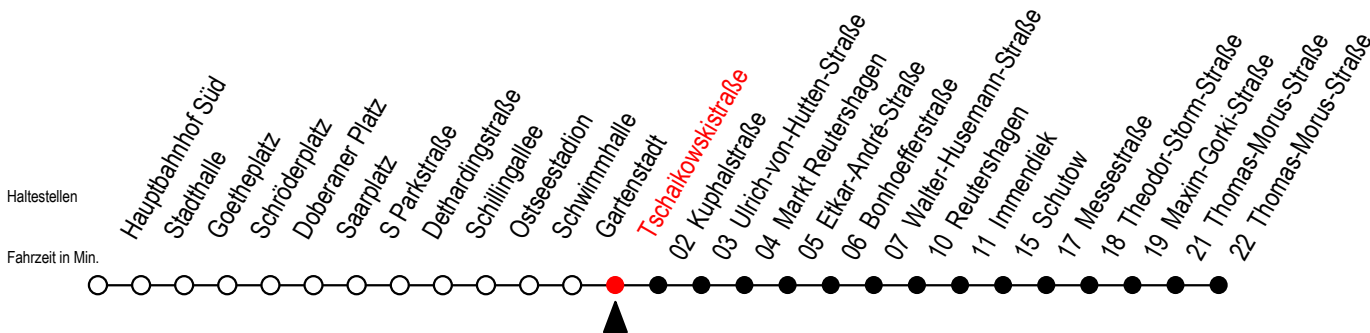 Haltestellen
Fahrzeit in Min.
Hauptbahnhof Süd
Stadthalle
Goetheplatz
Schröderplatz
Doberaner Platz
Saarplatz
S Parkstraße
Dethardingstraße
Schillingallee
Ostseestadion
Schwimmhalle
Gartenstadt
Tschaikowskistraße
02 Kuphalstraße
03 Ulrich-von-Hutten-Straße
04 Markt Reutershagen
05 Etkar-André-Straße
06 Bonhoefferstraße
07 Walter-Husemann-Straße
10 Reutershagen
11 Immendiek
15 Schutow
17 Messestraße
18 Theodor-Storm-Straße
19 Maxim-Gorki-Straße
21 Thomas-Morus-Straße
22 Thomas-Morus-Straße